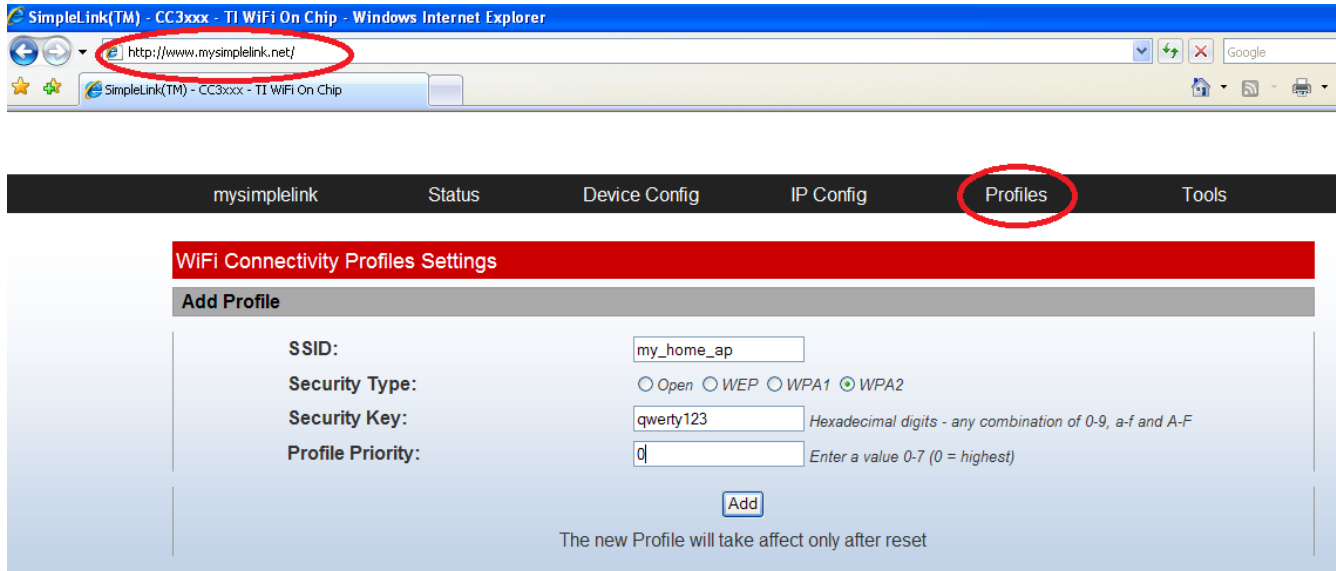 SimpleLink(TM) - CC3xxx - TI WiFi On Chip - Windows Internet Explorer
http://www.mysimplelink.net/
Google
SimpleLink(TM) - CC3xxx - TI WiFi On Chip
mysimplelink Status Device Config IP Config Profiles Tools
WiFi Connectivity Profiles Settings
Add Profile
SSID: my_home_ap
Security Type: Open WEP WPA1 WPA2
Security Key: qwerty123 Hexadecimal digits - any combination of 0-9, a-f and A-F
Profile Priority: 0 Enter a value 0-7 (0 = highest)
Add
The new Profile will take affect only after reset